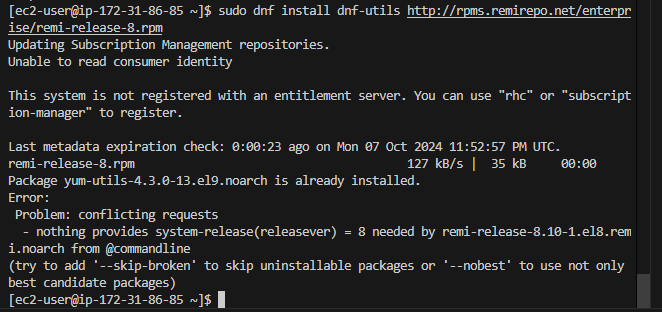 [ec2-user@ip-172-31-86-85 ~]$ sudo dnf install dnf-utils http://rpms.remirepo.net/enterpr
ise/remi-release-8.rpm
Updating Subscription Management repositories.
Unable to read consumer identity

This system is not registered with an entitlement server. You can use "rhc" or "subscript
ion-manager" to register.

Last metadata expiration check: 0:00:23 ago on Mon 07 Oct 2024 11:52:57 PM UTC.
remi-release-8.rpm                                127 kB/s |  35 kB     00:00
Package yum-utils-4.3.0-13.el9.noarch is already installed.
Error:
 Problem: conflicting requests
  - nothing provides system-release(releasever) = 8 needed by remi-release-8.10-1.el8.rem
i.noarch from @commandline
(try to add '--skip-broken' to skip uninstallable packages or '--nobest' to use not only
best candidate packages)
[ec2-user@ip-172-31-86-85 ~]$